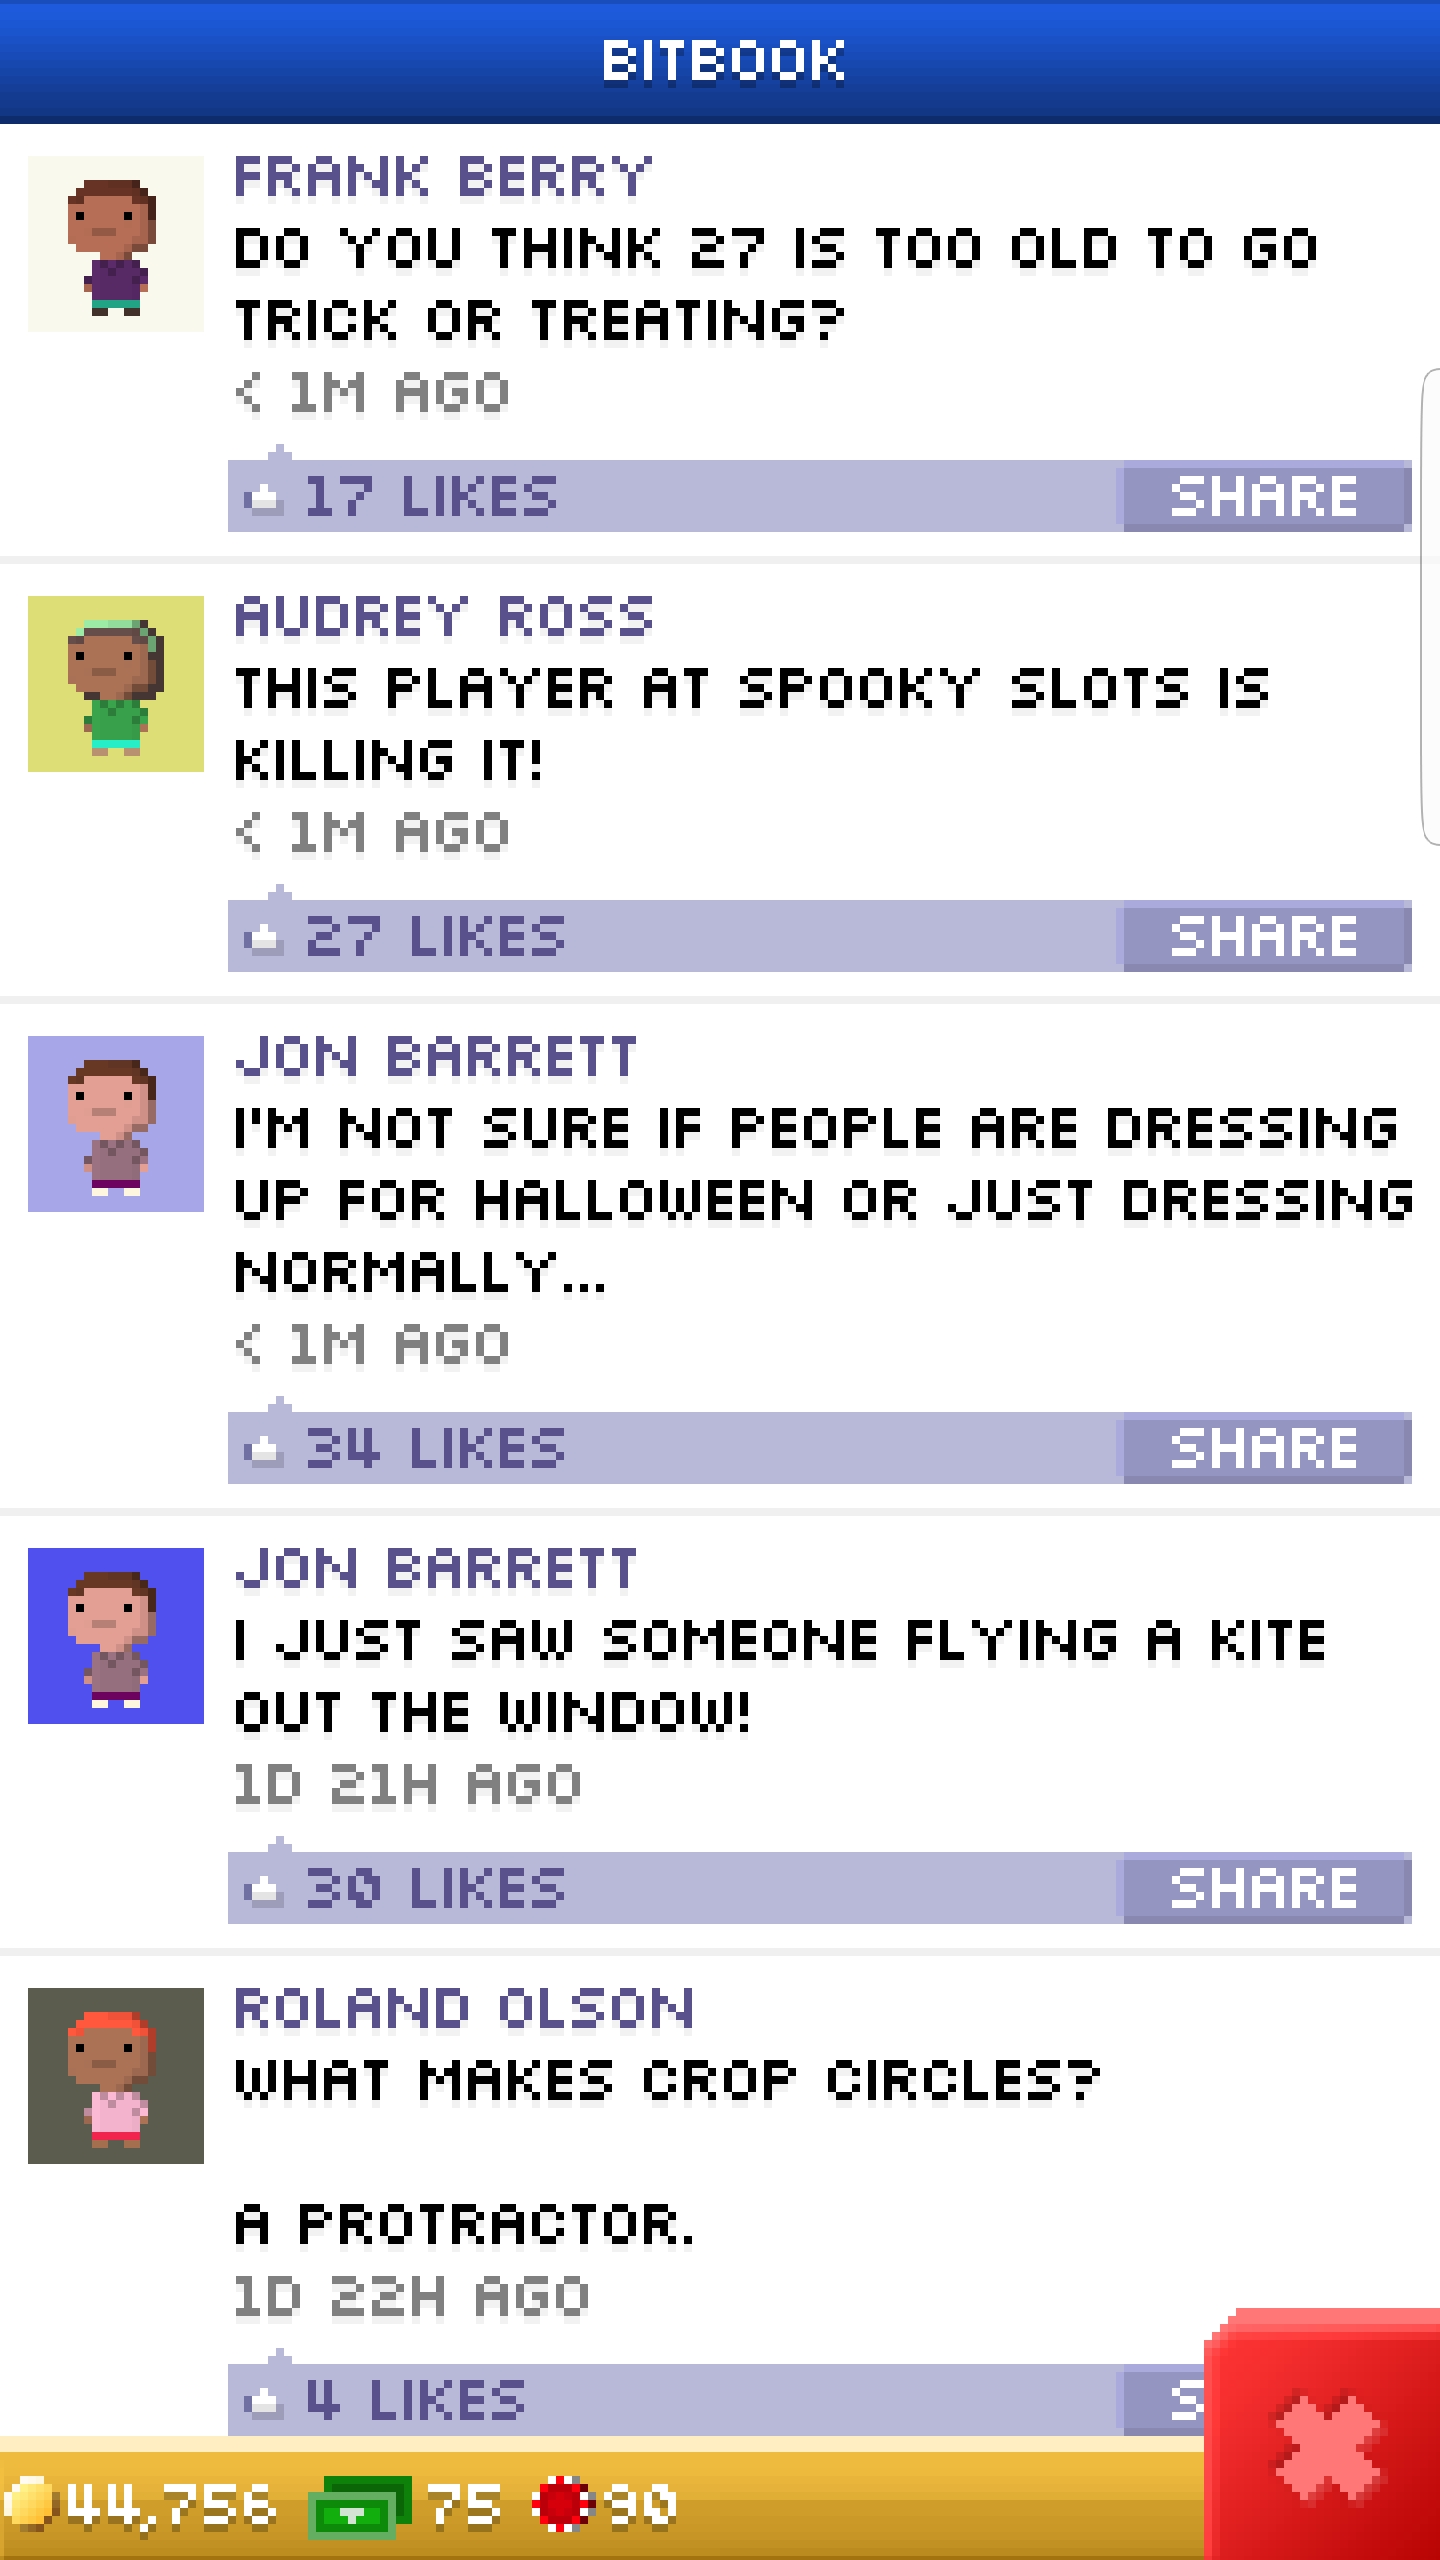 BITBOOK
FRANK BERRY
DO YOU THINK 27 IS TOO OLD TO GO
TRICK OR TREATING?
< 1M AGO
17 LIKES SHARE
AUDREY ROSS
THIS PLAYER AT SPOOKY SLOTS IS
KILLING IT!
< 1M AGO
27 LIKES SHARE
JON BARRETT
I'M NOT SURE IF PEOPLE ARE DRESSING
UP FOR HALLOWEEN OR JUST DRESSING
NORMALLY...
< 1M AGO
34 LIKES SHARE
JON BARRETT
I JUST SAW SOMEONE FLYING A KITE
OUT THE WINDOW!
1D 21H AGO
30 LIKES SHARE
ROLAND OLSON
WHAT MAKES CROP CIRCLES?
A PROTRACTOR.
1D 22H AGO
4 LIKES S
44,756 75 90